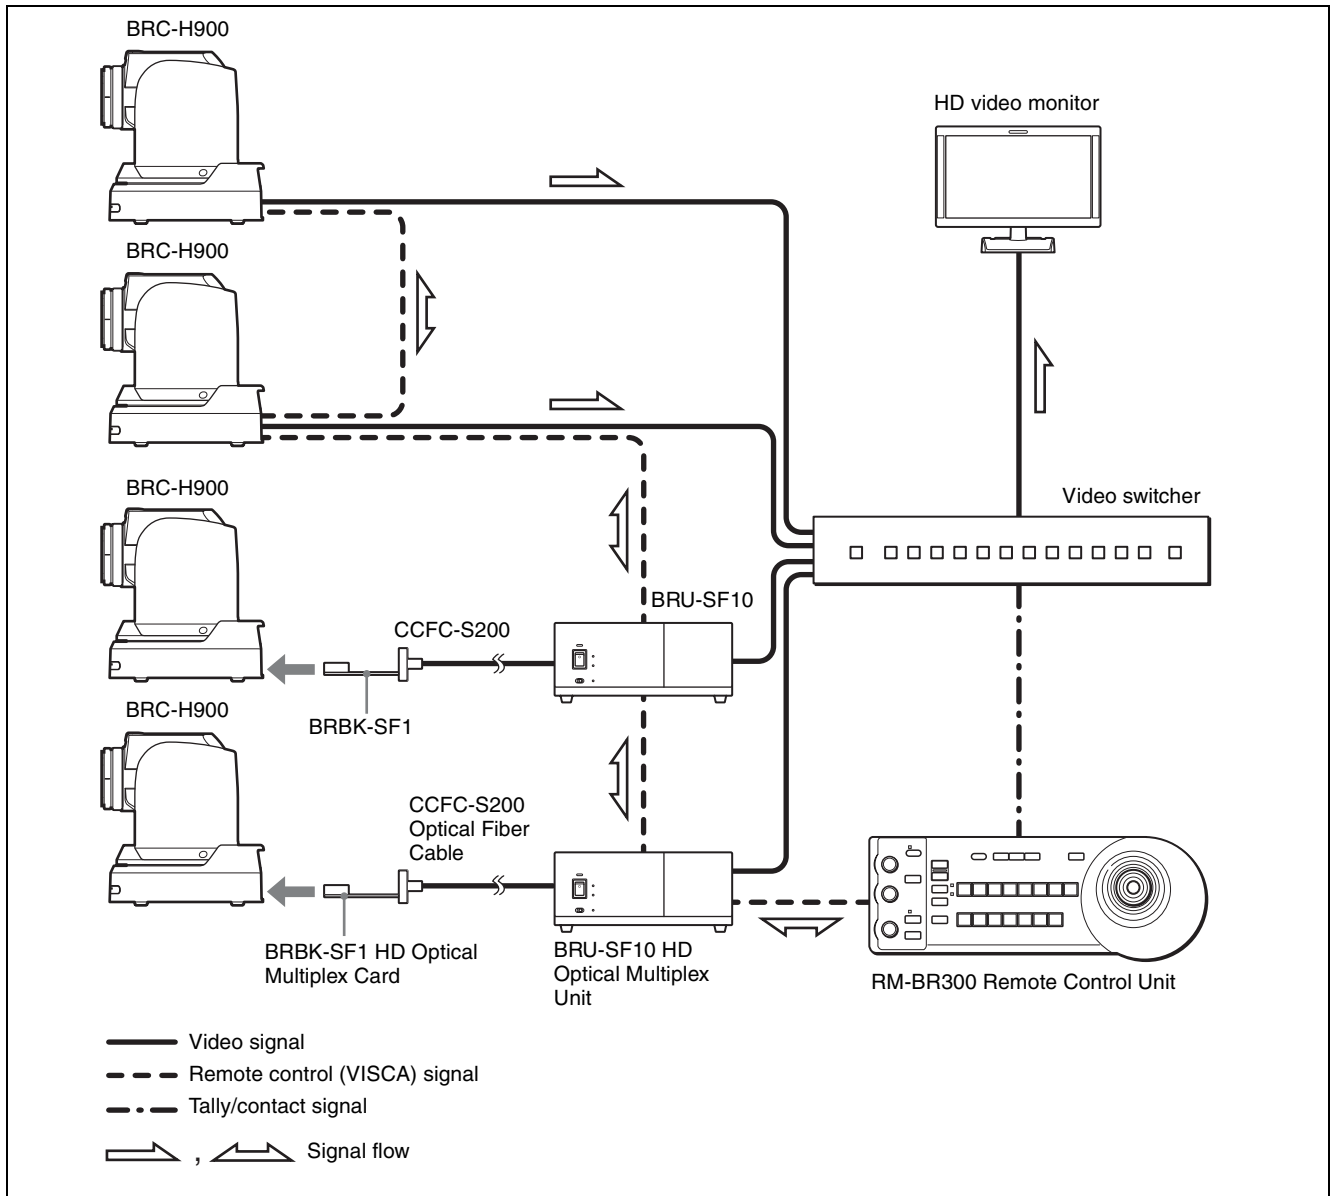 BRC-H900
HD video monitor
BRC-H900
BRC-H900
Video switcher
BRU-SF10
CCFC-S200
BRBK-SF1
BRC-H900
CCFC-S200
Optical Fiber
Cable
BRBK-SF1 HD Optical
Multiplex Card
BRU-SF10 HD
Optical Multiplex
Unit
RM-BR300 Remote Control Unit
Video signal
Remote control (VISCA) signal
Tally/contact signal
, Signal flow